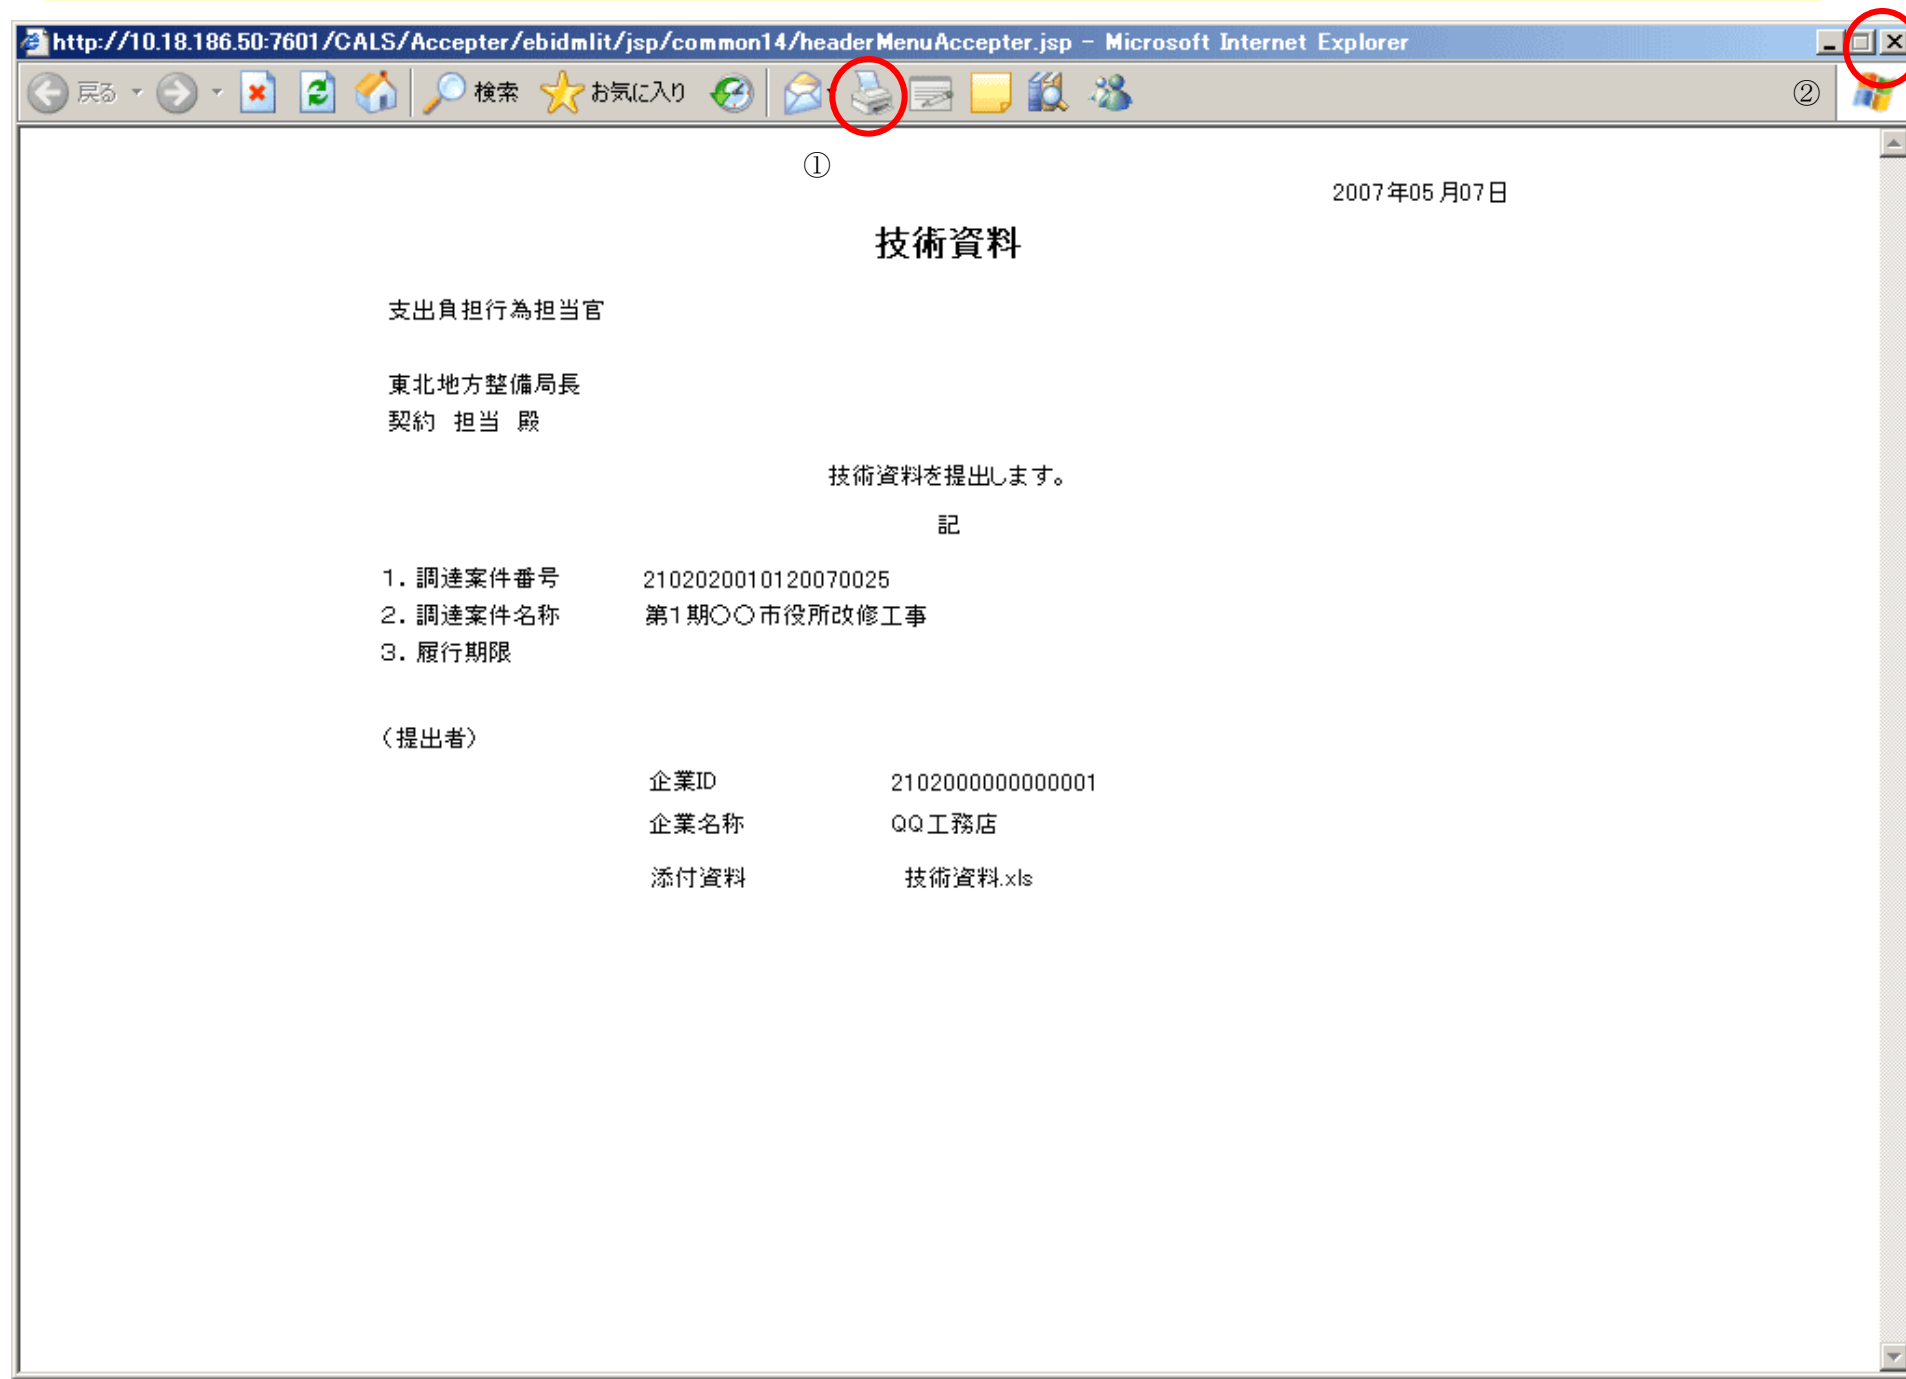 http://10.18.186.50:7601/CALS/Accepter/ebidmlit/jsp/common14/headerMenuAccepter.jsp - Microsoft Internet Explorer
戻る 検索 お気に入り ②
①
2007年05月07日
技術資料
支出負担行為担当官
東北地方整備局長
契約 担当 殿
技術資料を提出します。
記
1. 調達案件番号 2102020010120070025
2. 調達案件名称 第1期〇〇市役所改修工事
3. 履行期限
（提出者）
企業ID 2102000000000001
企業名称 QQ工務店
添付資料 技術資料.xls